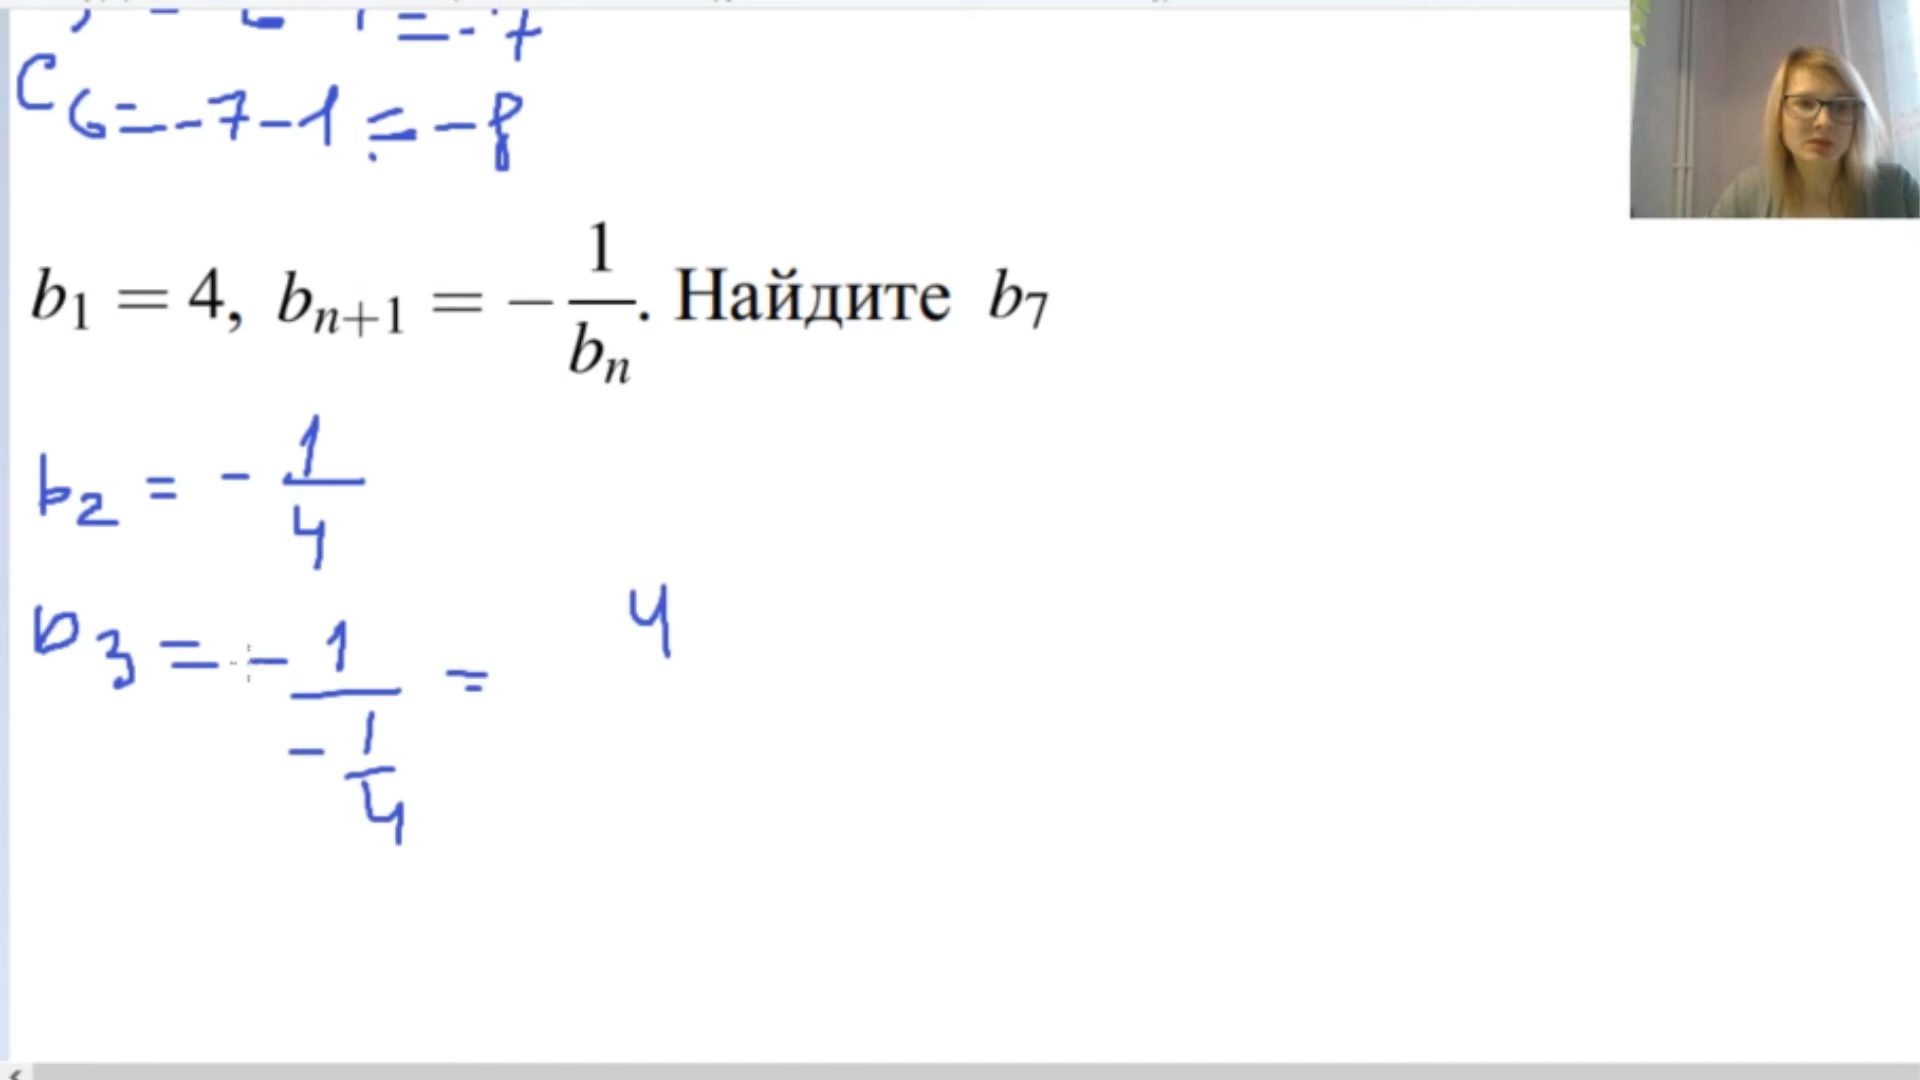 C₆ = -7 - 1 = -8
b₁ = 4, bₙ₊₁ = -1/bₙ. Найдите b₇
b₂ = - 1/4
b₃ = - 1/(- 1/4) = 4